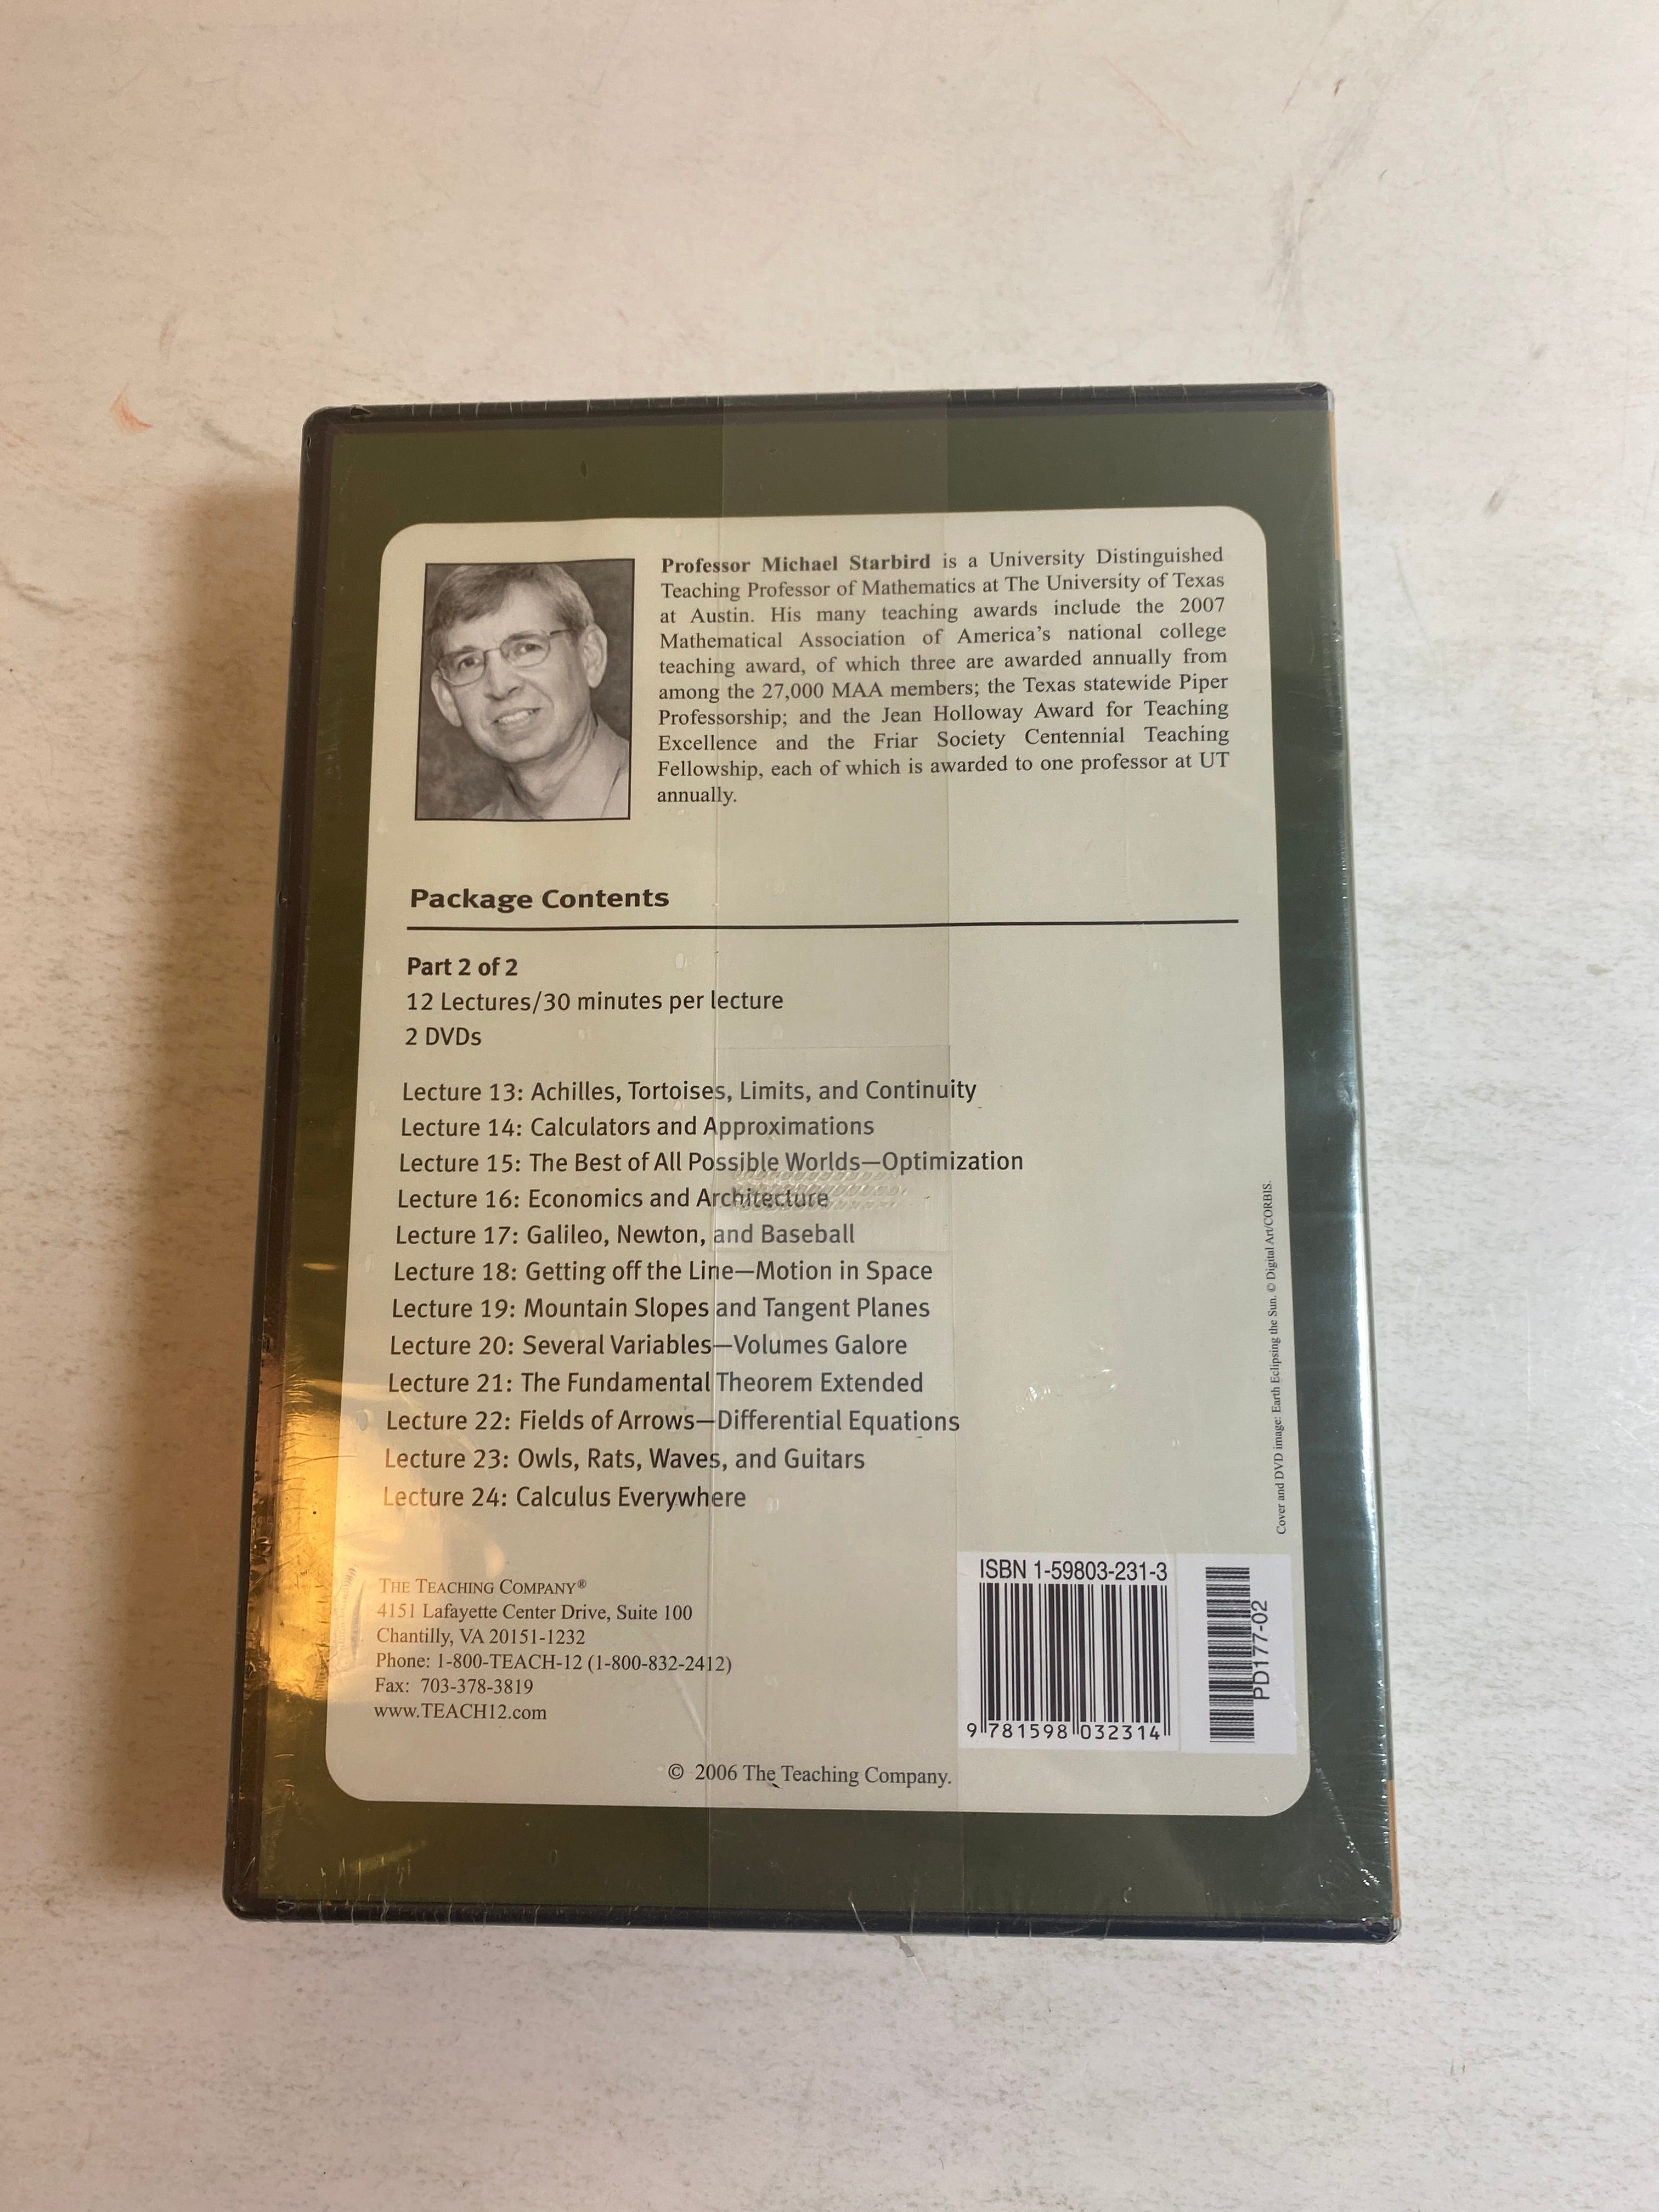 Professor Michael Starbird is a University Distinguished
Teaching Professor of Mathematics at The University of Texas
at Austin. His many teaching awards include the 2007
Mathematical Association of America's national college
teaching award, of which three are awarded annually from
among the 27,000 MAA members; the Texas statewide Piper
Professorship; and the Jean Holloway Award for Teaching
Excellence and the Friar Society Centennial Teaching
Fellowship, each of which is awarded to one professor at UT
annually.
Package Contents
Part 2 of 2
12 Lectures/30 minutes per lecture
2 DVDs
Lecture 13: Achilles, Tortoises, Limits, and Continuity
Lecture 14: Calculators and Approximations
Lecture 15: The Best of All Possible Worlds—Optimization
Lecture 16: Economics and Architecture
Lecture 17: Galileo, Newton, and Baseball
Lecture 18: Getting off the Line—Motion in Space
Lecture 19: Mountain Slopes and Tangent Planes
Lecture 20: Several Variables—Volumes Galore
Lecture 21: The Fundamental Theorem Extended
Lecture 22: Fields of Arrows—Differential Equations
Lecture 23: Owls, Rats, Waves, and Guitars
Lecture 24: Calculus Everywhere
Cover and DVD image: Earth Eclipsing the Sun. © Digital Art/CORBIS.
THE TEACHING COMPANY®
4151 Lafayette Center Drive, Suite 100
Chantilly, VA 20151-1232
Phone: 1-800-TEACH-12 (1-800-832-2412)
Fax: 703-378-3819
www.TEACH12.com
ISBN 1-59803-231-3
9 781598 032314
PD177-02
© 2006 The Teaching Company.